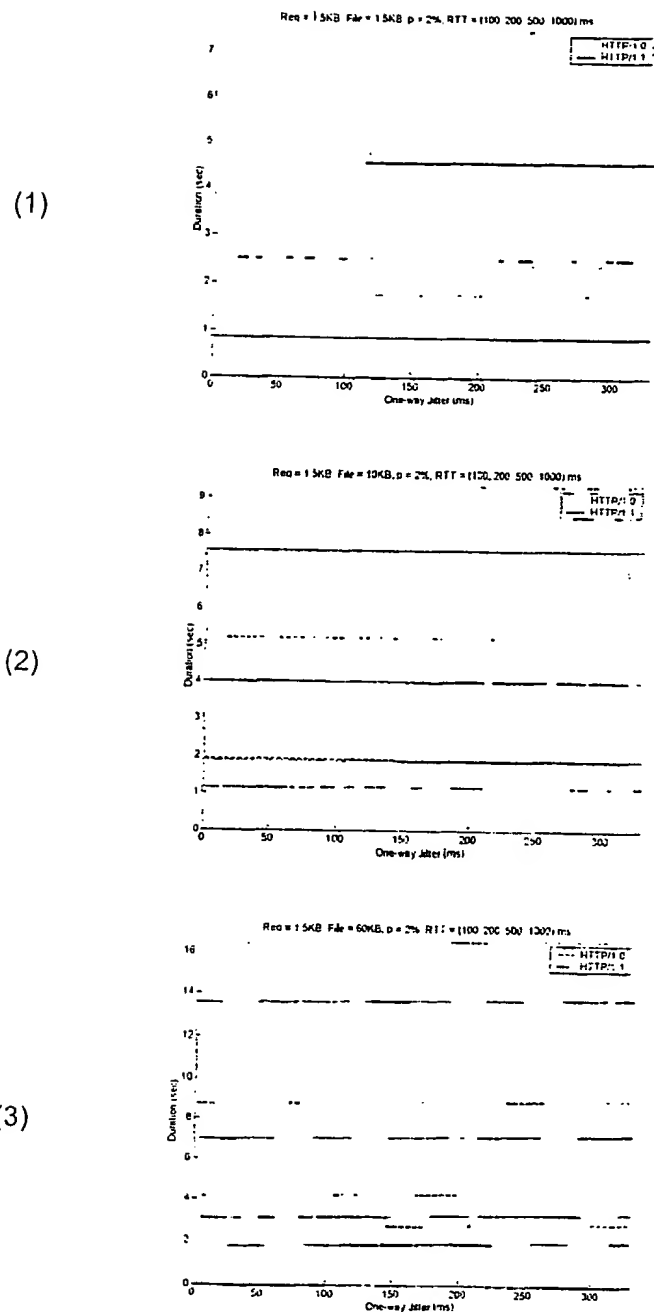 (1)
Req = 1.5KB, File = 1.5KB, p = 2%, RTT = (100, 200, 500, 1000) ms
HTTP/1.0
HTTP/1.1
7
6
5
4
3
2
1
0
Duration (sec)
0 50 100 150 200 250 300
One-way Jitter (ms)
(2)
Req = 1.5KB, File = 10KB, p = 2%, RTT = (100, 200, 500, 1000) ms
HTTP/1.0
HTTP/1.1
9
8
7
6
5
4
3
2
1
0
Duration (sec)
0 50 100 150 200 250 300
One-way Jitter (ms)
(3)
Req = 1.5KB, File = 60KB, p = 2%, RTT = (100, 200, 500, 1000) ms
HTTP/1.0
HTTP/1.1
16
14
12
10
8
6
4
2
0
Duration (sec)
0 50 100 150 200 250 300
One-way Jitter (ms)